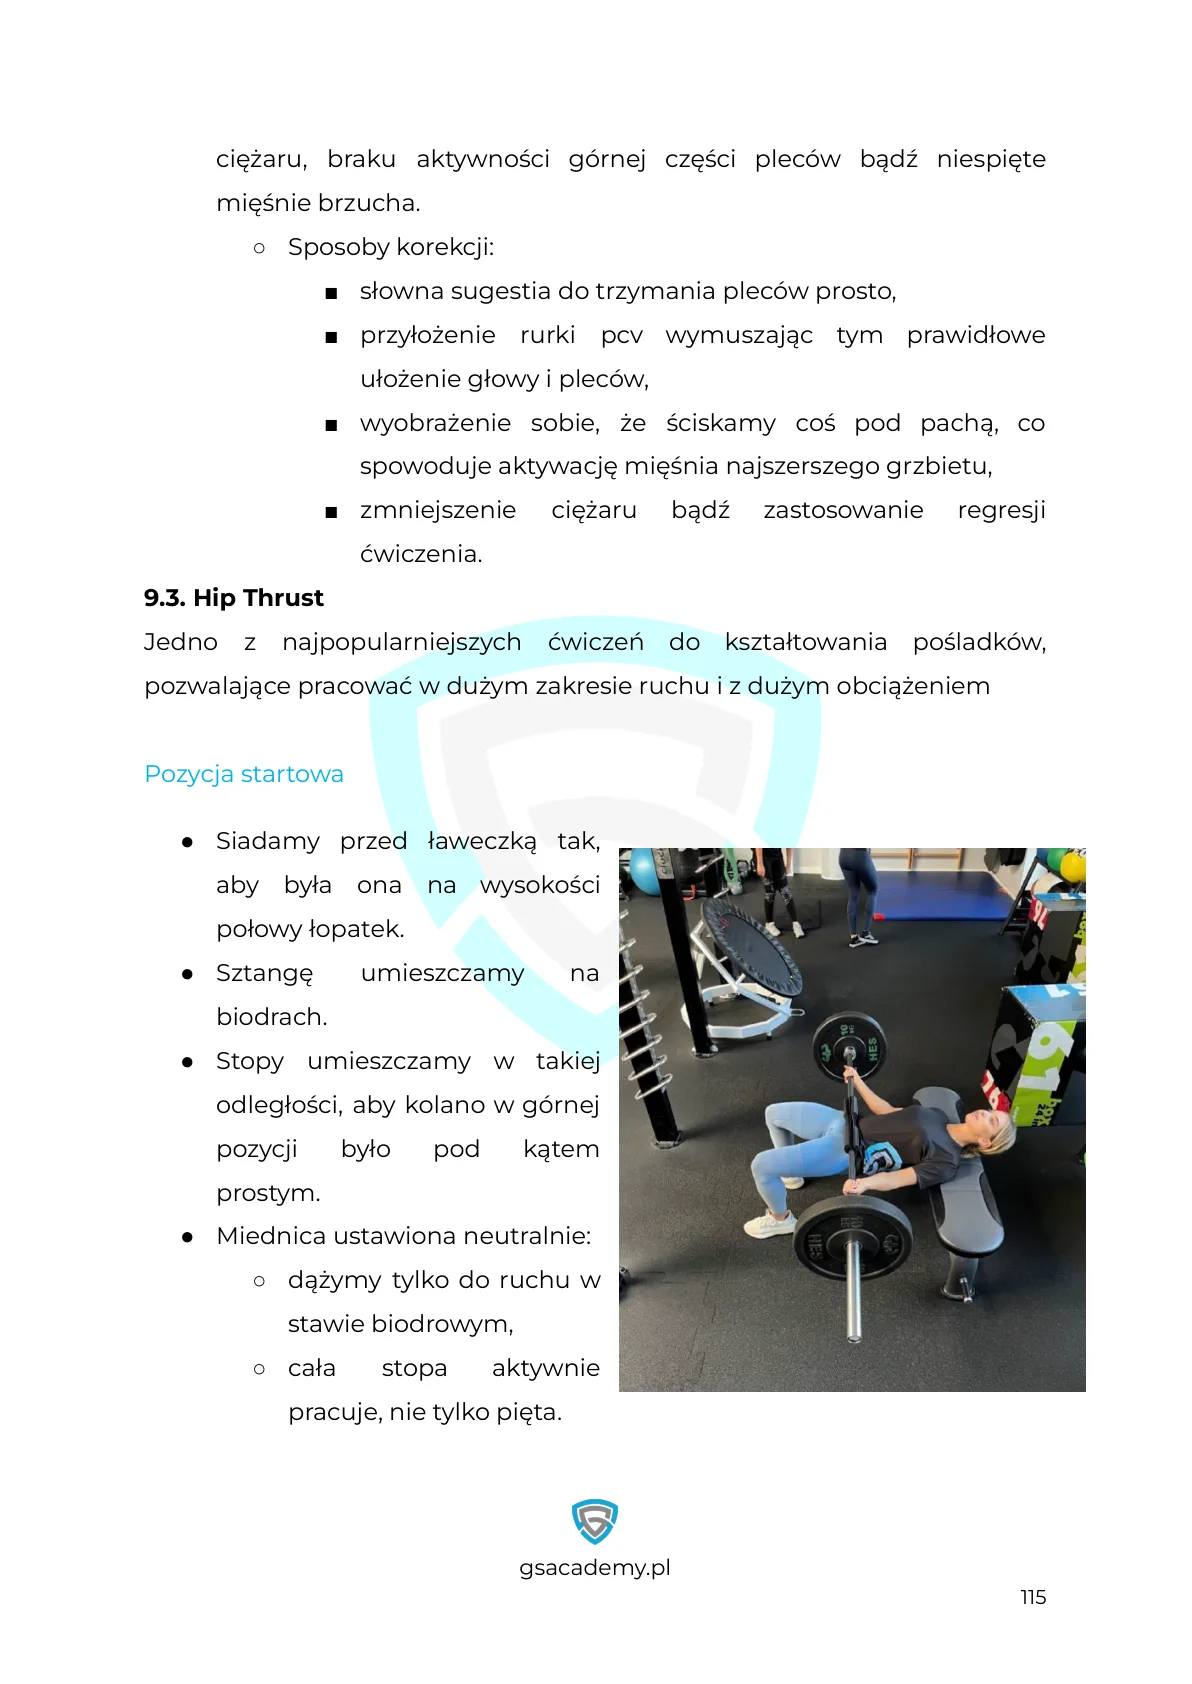 ciężaru, braku aktywności górnej części pleców bądź niespięte
mięśnie brzucha.
○ Sposoby korekcji:
■ słowna sugestia do trzymania pleców prosto,
■ przyłożenie rurki pcv wymuszając tym prawidłowe
ułożenie głowy i pleców,
■ wyobrażenie sobie, że ściskamy coś pod pachą, co
spowoduje aktywację mięśnia najszerszego grzbietu,
■ zmniejszenie ciężaru bądź zastosowanie regresji
ćwiczenia.
9.3. Hip Thrust
Jedno z najpopularniejszych ćwiczeń do kształtowania pośladków,
pozwalające pracować w dużym zakresie ruchu i z dużym obciążeniem
Pozycja startowa
● Siadamy przed ławeczką tak,
aby była ona na wysokości
połowy łopatek.
● Sztangę umieszczamy na
biodrach.
● Stopy umieszczamy w takiej
odległości, aby kolano w górnej
pozycji było pod kątem
prostym.
● Miednica ustawiona neutralnie:
○ dążymy tylko do ruchu w
stawie biodrowym,
○ cała stopa aktywnie
pracuje, nie tylko pięta.
10
HES
10
HES
gsacademy.pl
115